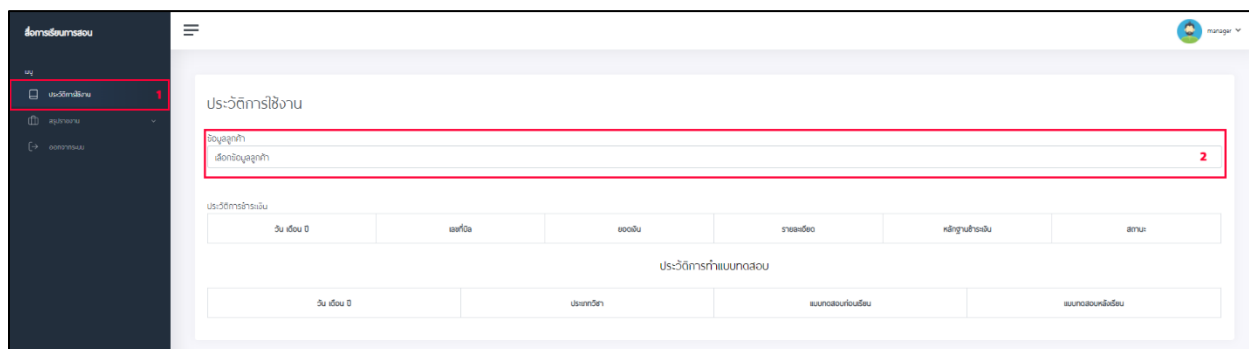 สื่อการเรียนการสอน
manager
เมนู
ประวัติการใช้งาน
1
สรุปรายงาน
ออกจากระบบ
ประวัติการใช้งาน
ข้อมูลลูกค้า
เลือกข้อมูลลูกค้า
2
ประวัติการชำระเงิน
วัน เดือน ปี เลขที่บิล ยอดเงิน รายละเอียด หลักฐานชำระเงิน สถานะ
ประวัติการทำแบบทดสอบ
วัน เดือน ปี ประเภทวิชา แบบทดสอบก่อนเรียน แบบทดสอบหลังเรียน